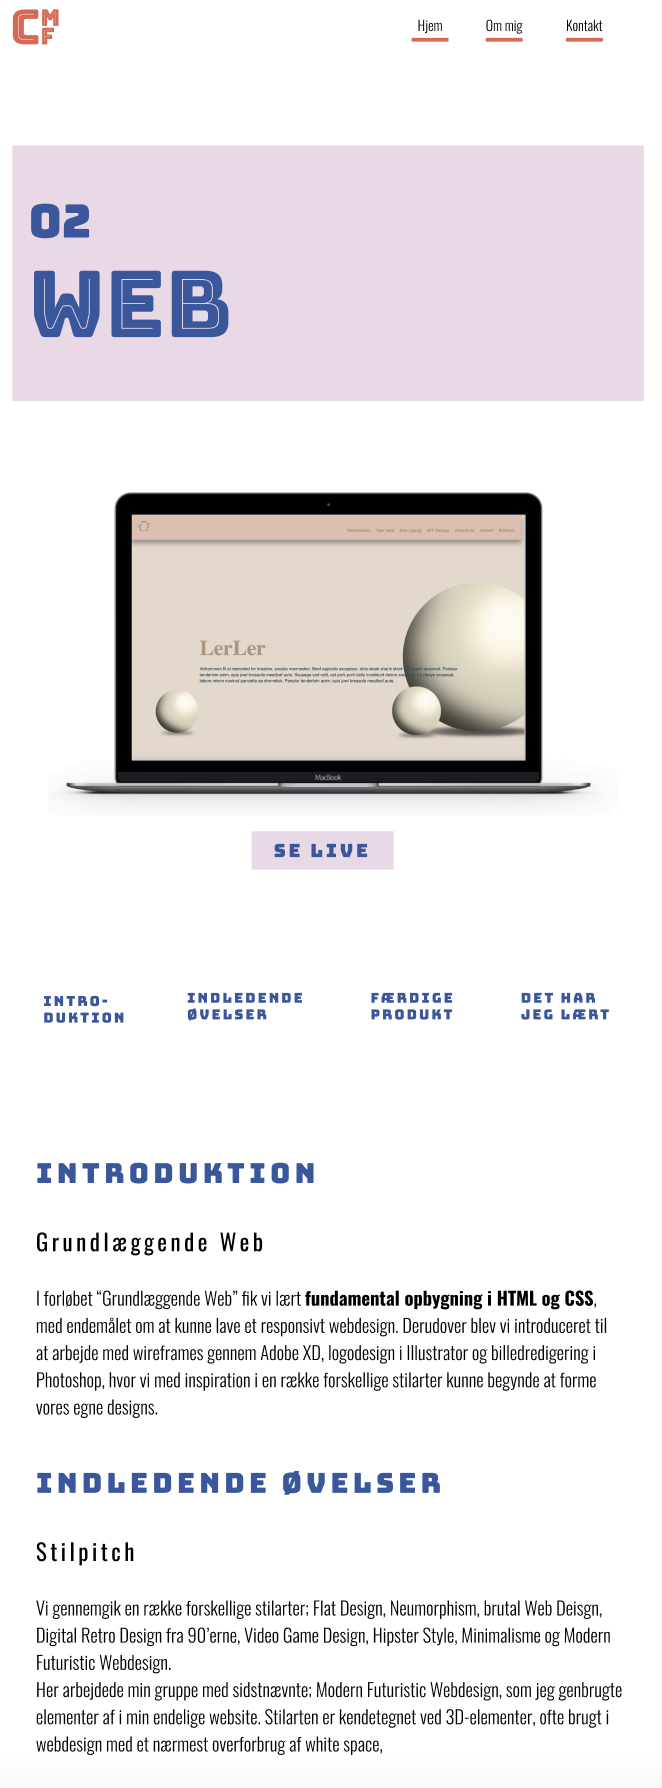 CMF
Hjem Om mig Kontakt
02
WEB
LerLer
MacBook
SE LIVE
INTRO-
DUKTION
INDLEDENDE
ØVELSER
FÆRDIGE
PRODUKT
DET HAR
JEG LÆRT
INTRODUKTION
Grundlæggende Web
I forløbet “Grundlæggende Web” fik vi lært fundamental opbygning i HTML og CSS,
med endemålet om at kunne lave et responsivt webdesign. Derudover blev vi introduceret til
at arbejde med wireframes gennem Adobe XD, logodesign i Illustrator og billedredigering i
Photoshop, hvor vi med inspiration i en række forskellige stilarter kunne begynde at forme
vores egne designs.
INDLEDENDE ØVELSER
Stilpitch
Vi gennemgik en række forskellige stilarter; Flat Design, Neumorphism, brutal Web Deisgn,
Digital Retro Design fra 90’erne, Video Game Design, Hipster Style, Minimalisme og Modern
Futuristic Webdesign.
Her arbejdede min gruppe med sidstnævnte; Modern Futuristic Webdesign, som jeg genbrugte
elementer af i min endelige website. Stilarten er kendetegnet ved 3D-elementer, ofte brugt i
webdesign med et nærmest overforbrug af white space,